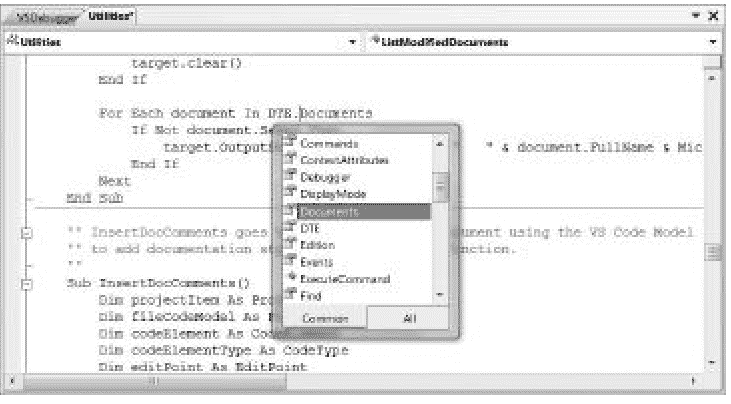 VSDebugger Utilities*
Utilities ListModifiedDocuments
target.clear()
End If
For Each document In DTE.Documents
If Not document.S
target.Outputs " & document.FullName & Mic
End If
Next
End Sub
Commands
ContextAttributes
Debugger
DisplayMode
Documents
DTE
Edition
Events
ExecuteCommand
Find
Common All
'' InsertDocComments goes ument using the VS Code Model
'' to add documentation nction.
''
Sub InsertDocComments()
Dim projectItem As Pro
Dim fileCodeModel As
Dim codeElement As Code
Dim codeElementType As CodeType
Dim editPoint As EditPoint